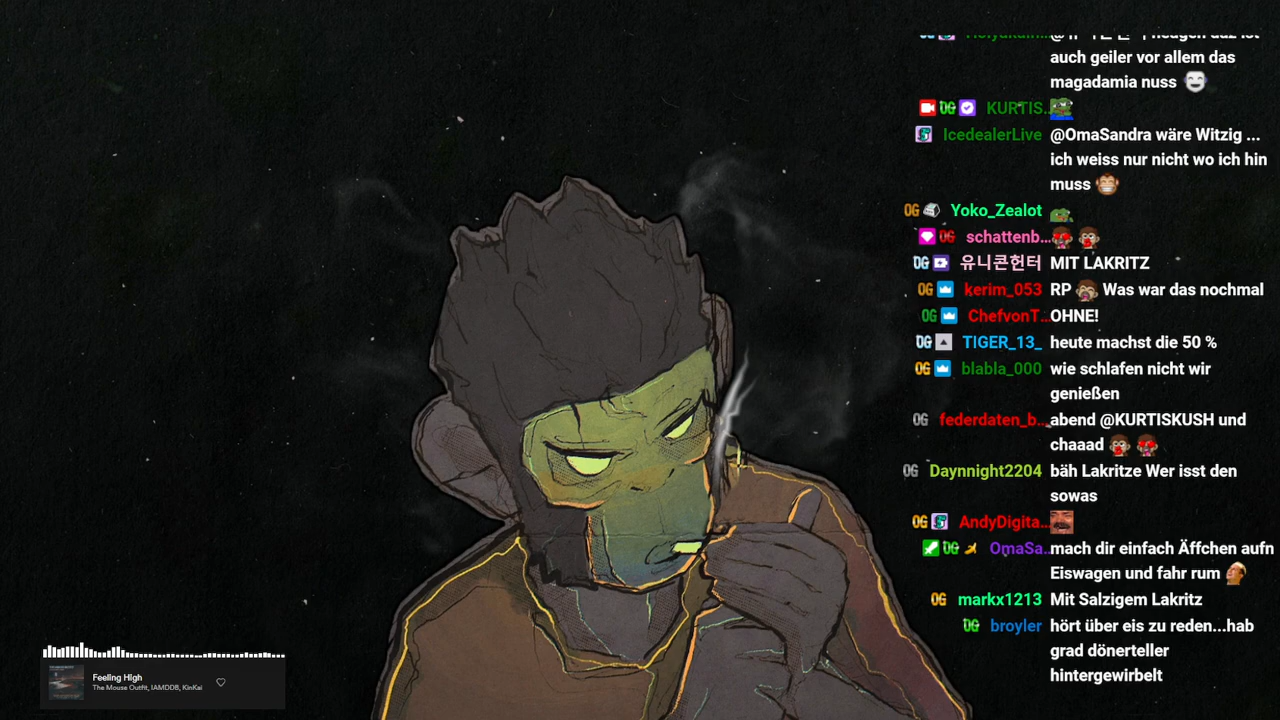 auch geiler vor allem das
magadamia nuss
KURTIS...
IcedealerLive @OmaSandra wäre Witzig ...
ich weiss nur nicht wo ich hin
muss
Yoko_Zealot
schattenb...
유니콘헌터 MIT LAKRITZ
kerim_053 RP Was war das nochmal
ChefvonT... OHNE!
TIGER_13_ heute machst die 50 %
blabla_000 wie schlafen nicht wir
genießen
federdaten_b... abend @KURTISKUSH und
chaaad
Daynnight2204 bäh Lakritze Wer isst den
sowas
AndyDigita...
OmaSa... mach dir einfach Äffchen aufn
Eiswagen und fahr rum
markx1213 Mit Salzigem Lakritz
broyler hört über eis zu reden...hab
grad dönerteller
hintergewirbelt
Feeling High
The Mouse Outfit, IAMDDB, KinKai